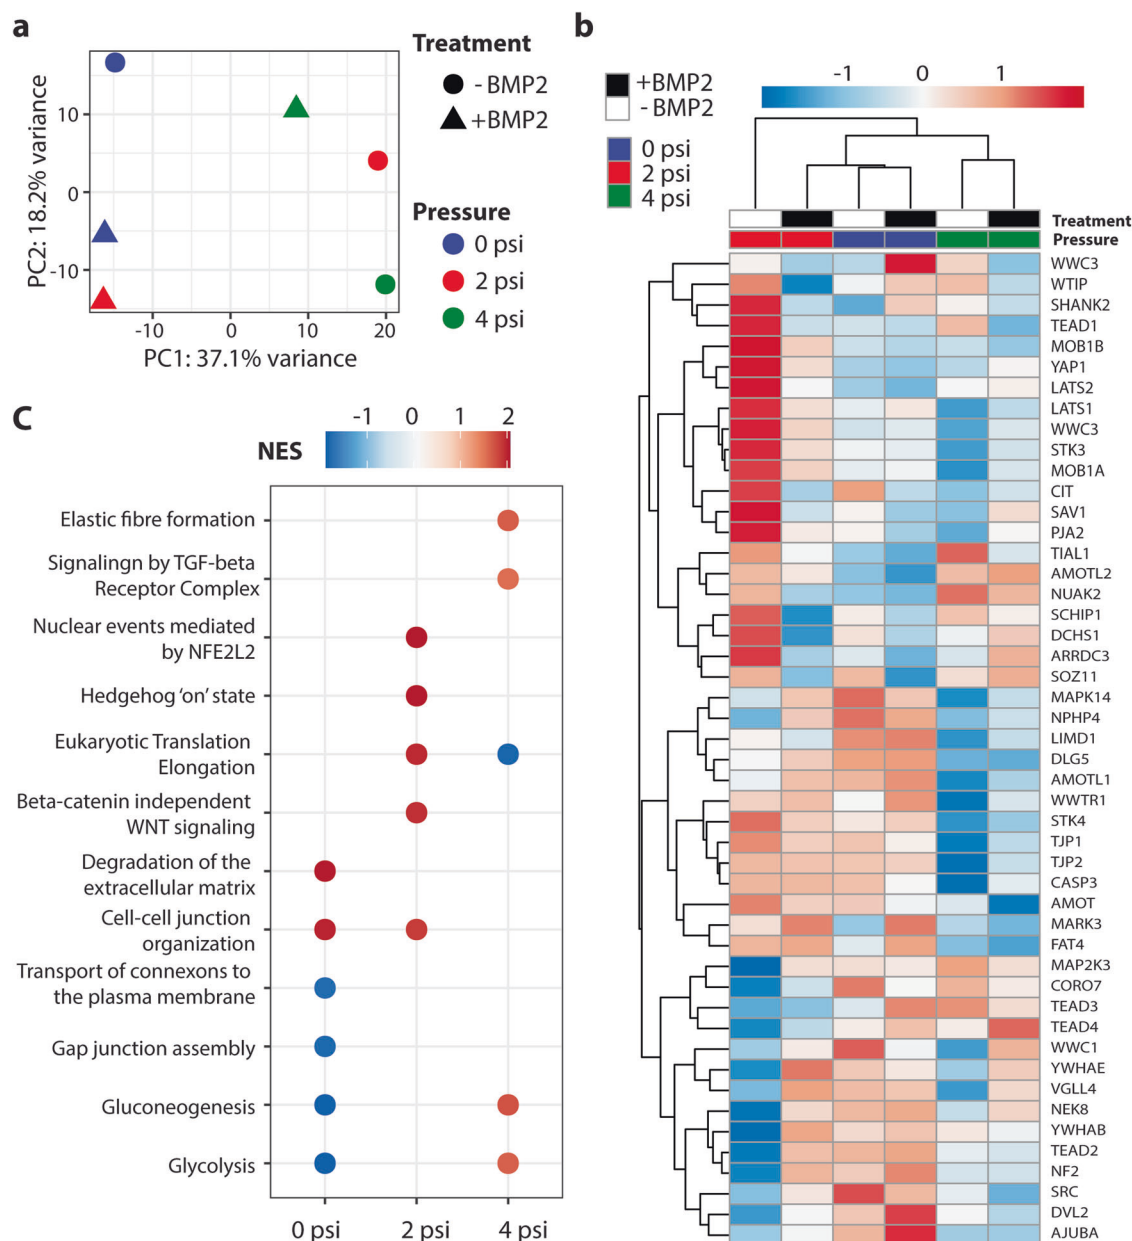 a
Treatment
- BMP2
+BMP2
Pressure
0 psi
2 psi
4 psi
PC2: 18.2% variance
10
0
-10
-10
0
10
20
PC1: 37.1% variance
b
+BMP2
- BMP2
0 psi
2 psi
4 psi
-1
0
1
Treatment
Pressure
WWC3
WTIP
SHANK2
TEAD1
MOB1B
YAP1
LATS2
LATS1
WWC3
STK3
MOB1A
CIT
SAV1
PJA2
TIAL1
AMOTL2
NUAK2
SCHIP1
DCHS1
ARRDC3
SOZ11
MAPK14
NPHP4
LIMD1
DLG5
AMOTL1
WWTR1
STK4
TJP1
TJP2
CASP3
AMOT
MARK3
FAT4
MAP2K3
CORO7
TEAD3
TEAD4
WWC1
YWHAE
VGLL4
NEK8
YWHAB
TEAD2
NF2
SRC
DVL2
AJUBA
C
NES
-1
0
1
2
Elastic fibre formation
Signalingn by TGF-beta
Receptor Complex
Nuclear events mediated
by NFE2L2
Hedgehog ‘on’ state
Eukaryotic Translation
Elongation
Beta-catenin independent
WNT signaling
Degradation of the
extracellular matrix
Cell-cell junction
organization
Transport of connexons to
the plasma membrane
Gap junction assembly
Gluconeogenesis
Glycolysis
0 psi
2 psi
4 psi